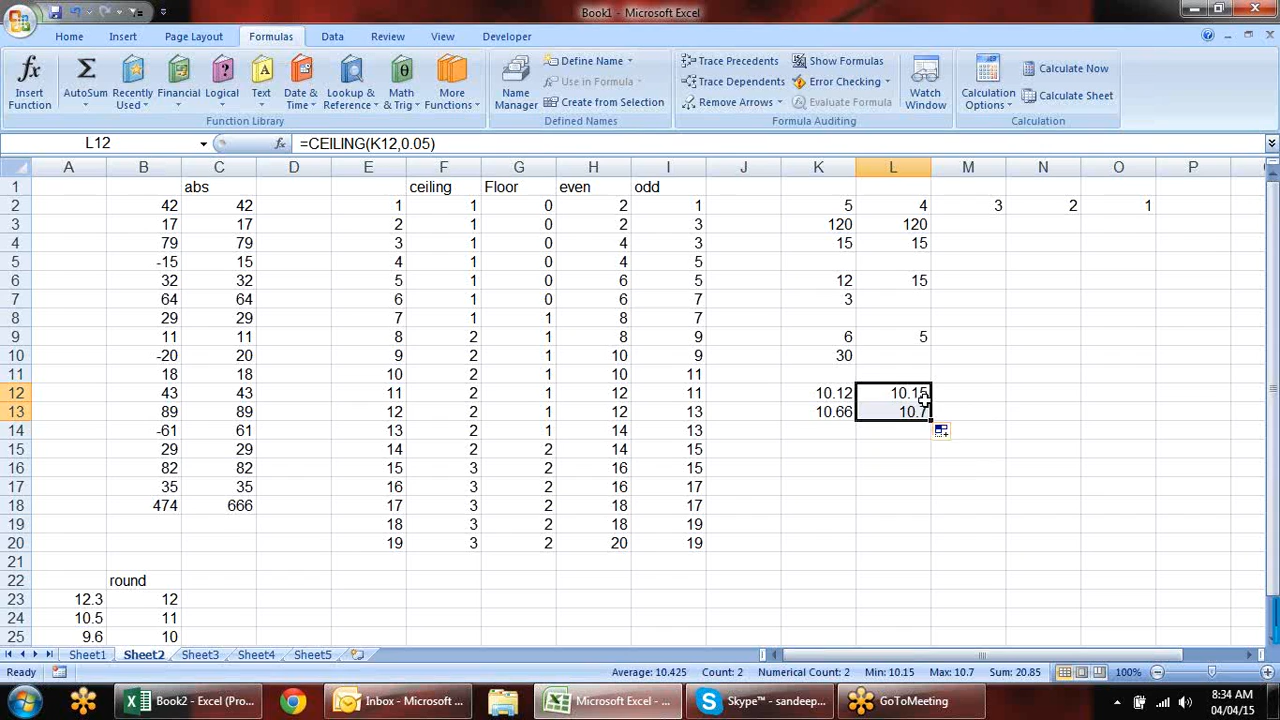 Book1 - Microsoft Excel
Home Insert Page Layout Formulas Data Review View Developer
Insert Function
AutoSum
Recently Used
Financial
Logical
Text
Date & Time
Lookup & Reference
Math & Trig
More Functions
Function Library
Name Manager
Define Name
Use in Formula
Create from Selection
Defined Names
Trace Precedents
Trace Dependents
Remove Arrows
Show Formulas
Error Checking
Evaluate Formula
Formula Auditing
Watch Window
Calculation Options
Calculate Now
Calculate Sheet
Calculation
L12 fx =CEILING(K12,0.05)
A B C D E F G H I J K L M N O P
1 abs ceiling Floor even odd
2 42 42 1 1 0 2 1 5 4 3 2 1
3 17 17 2 1 0 2 3 120 120
4 79 79 3 1 0 4 3 15 15
5 -15 15 4 1 0 4 5
6 32 32 5 1 0 6 5 12 15
7 64 64 6 1 0 6 7 3
8 29 29 7 1 1 8 7
9 11 11 8 2 1 8 9 6 5
10 -20 20 9 2 1 10 9 30
11 18 18 10 2 1 10 11
12 43 43 11 2 1 12 11 10.12 10.15
13 89 89 12 2 1 12 13 10.66 10.7
14 -61 61 13 2 1 14 13
15 29 29 14 2 2 14 15
16 82 82 15 3 2 16 15
17 35 35 16 3 2 16 17
18 474 666 17 3 2 18 17
19 18 3 2 18 19
20 19 3 2 20 19
21
22 round
23 12.3 12
24 10.5 11
25 9.6 10
Sheet1 Sheet2 Sheet3 Sheet4 Sheet5
Ready Average: 10.425 Count: 2 Numerical Count: 2 Min: 10.15 Max: 10.7 Sum: 20.85 100%
Book2 - Excel (Pro... Inbox - Microsoft ... Microsoft Excel - ... Skype™ - sandeep... GoToMeeting
8:34 AM
04/04/15